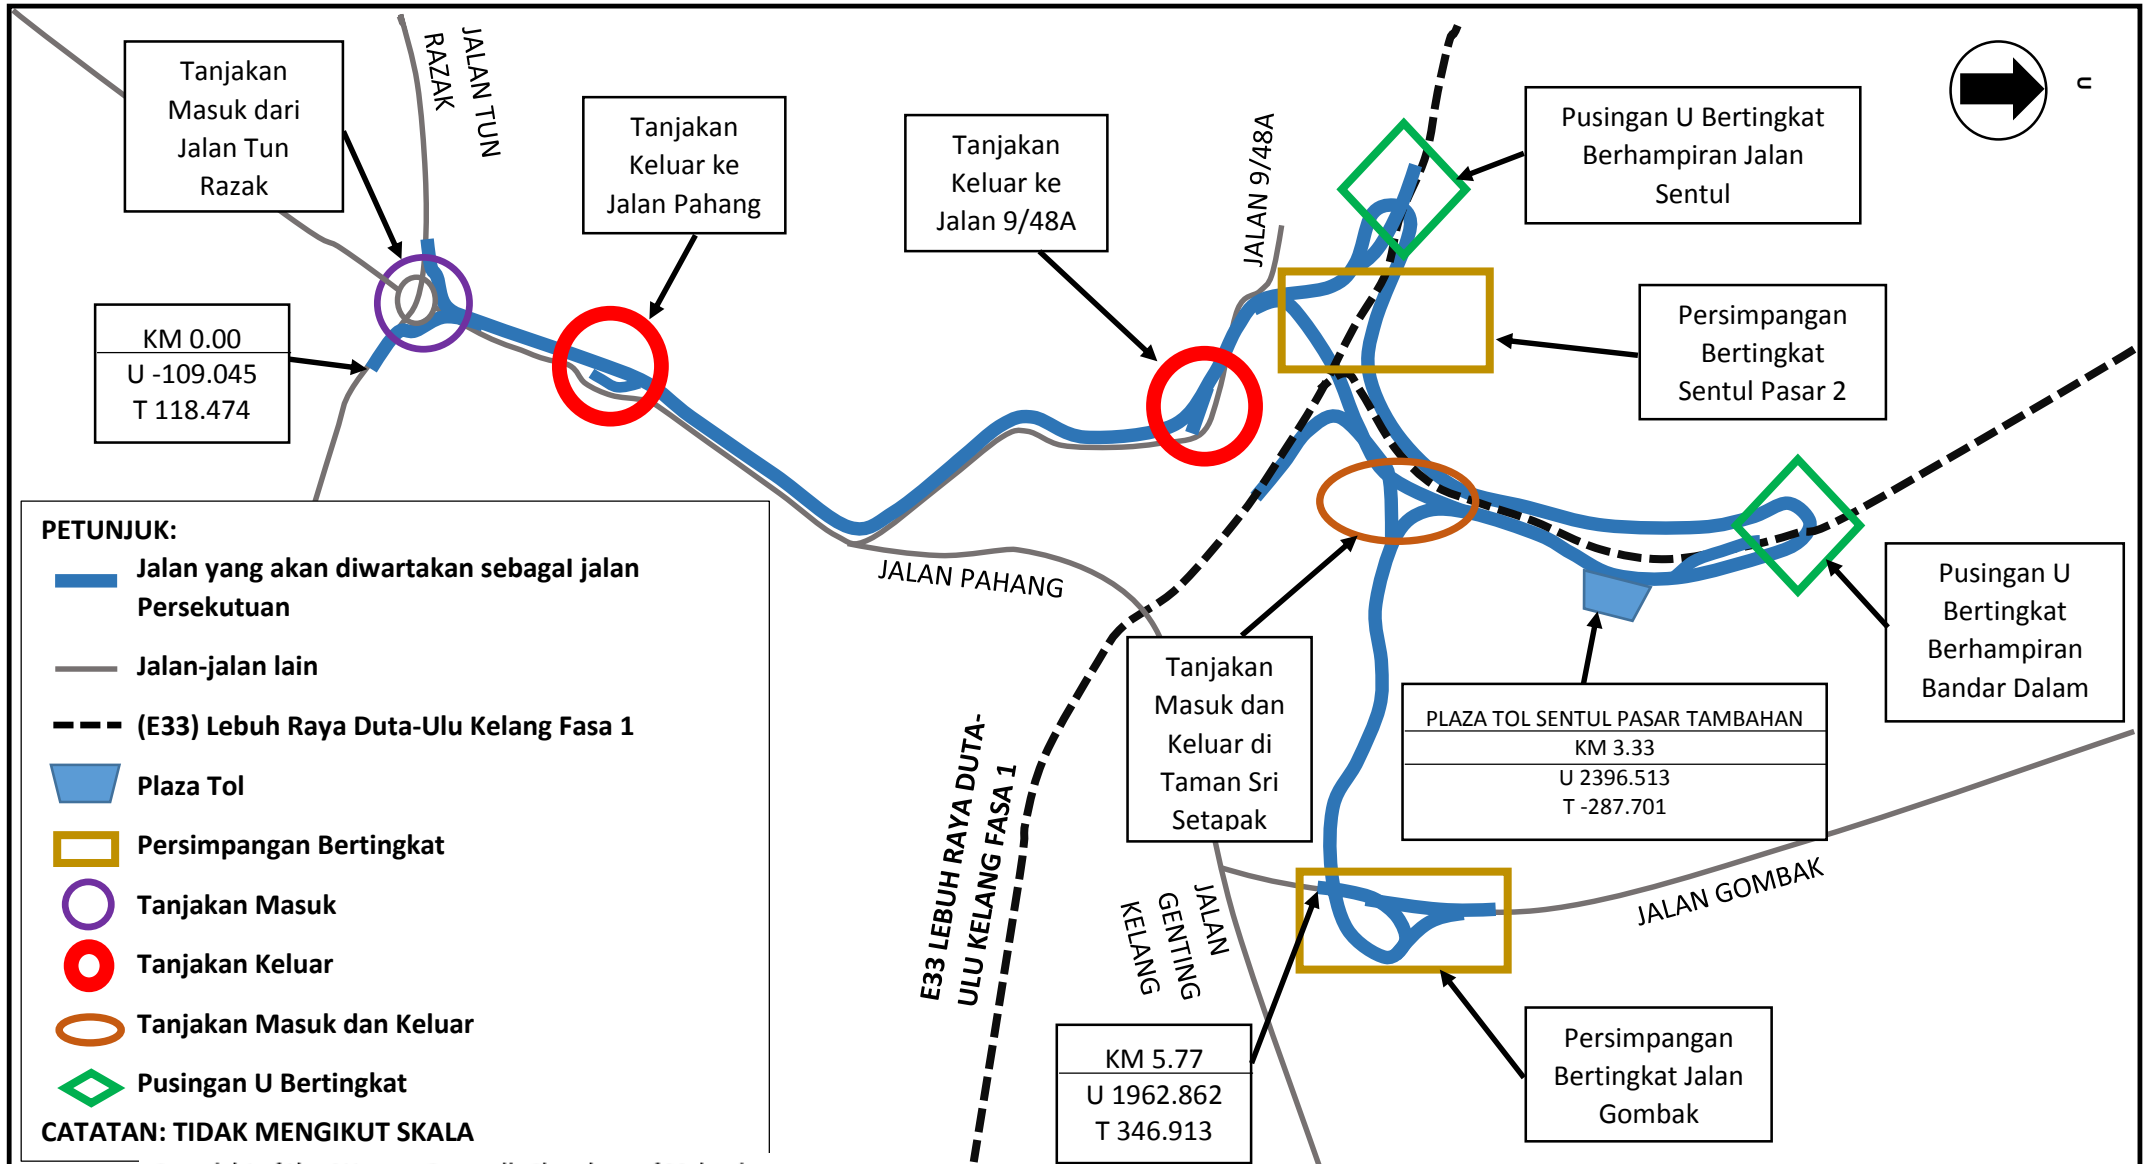 Tanjakan
Masuk dari
Jalan Tun
Razak
JALAN TUN
RAZAK
Tanjakan
Keluar ke
Jalan Pahang
Tanjakan
Keluar ke
Jalan 9/48A
JALAN 9/48A
Pusingan U Bertingkat
Berhampiran Jalan
Sentul
U
KM 0.00
U -109.045
T 118.474
Persimpangan
Bertingkat
Sentul Pasar 2
JALAN PAHANG
Pusingan U
Bertingkat
Berhampiran
Bandar Dalam
Tanjakan
Masuk dan
Keluar di
Taman Sri
Setapak
PLAZA TOL SENTUL PASAR TAMBAHAN
KM 3.33
U 2396.513
T -287.701
E33 LEBUH RAYA DUTA-
ULU KELANG FASA 1
JALAN
GENTING
KELANG
JALAN GOMBAK
KM 5.77
U 1962.862
T 346.913
Persimpangan
Bertingkat Jalan
Gombak
PETUNJUK:
Jalan yang akan diwartakan sebagaI jalan
Persekutuan
Jalan-jalan lain
(E33) Lebuh Raya Duta-Ulu Kelang Fasa 1
Plaza Tol
Persimpangan Bertingkat
Tanjakan Masuk
Tanjakan Keluar
Tanjakan Masuk dan Keluar
Pusingan U Bertingkat
CATATAN: TIDAK MENGIKUT SKALA